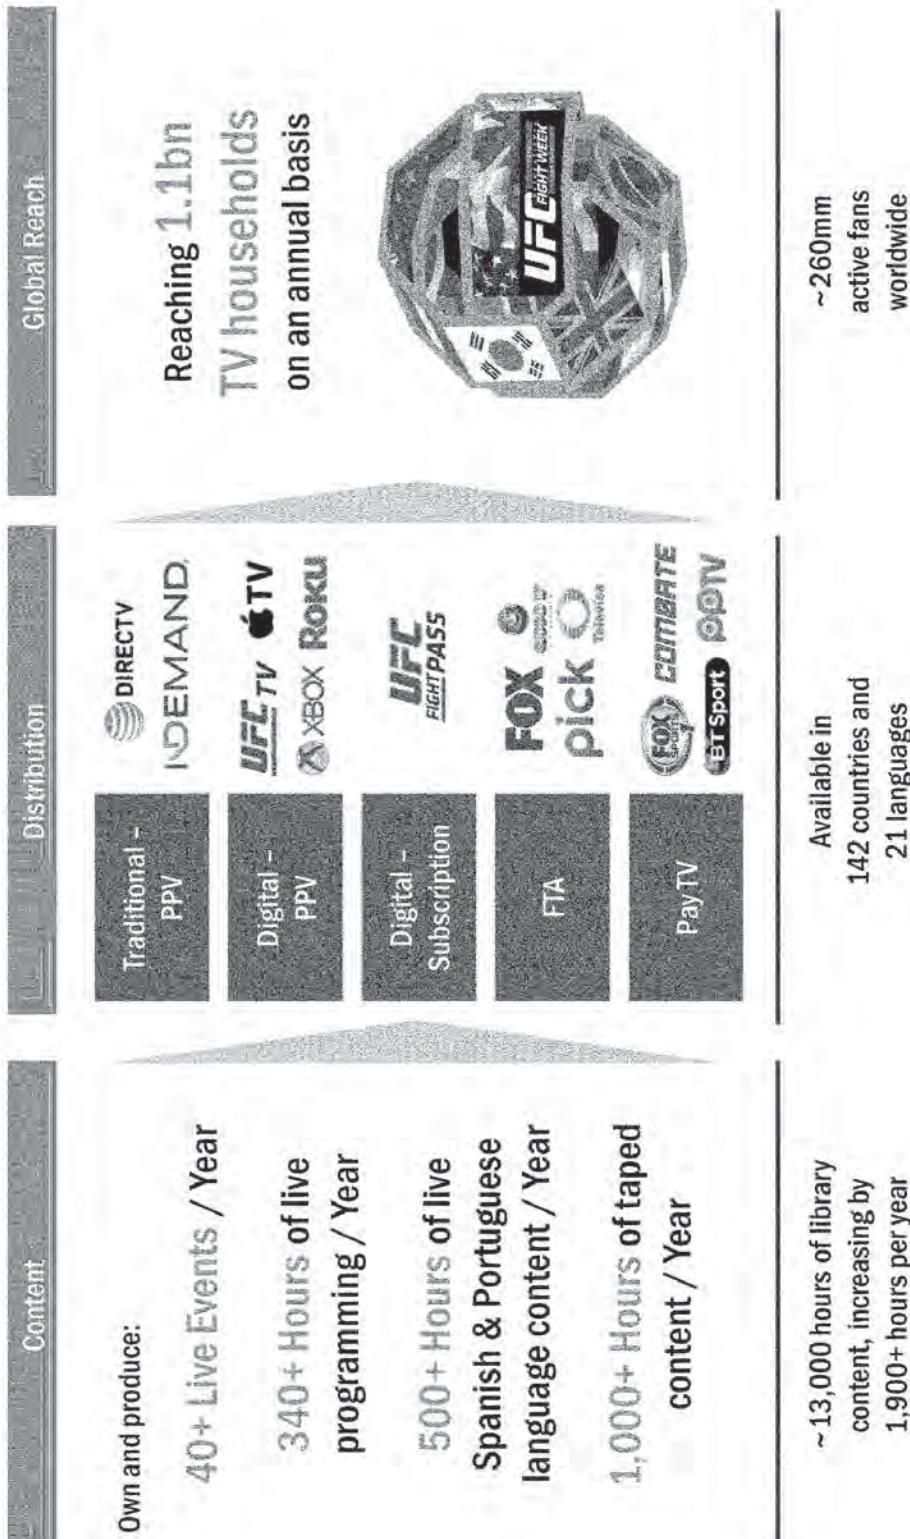 Content
Own and produce:
40+ Live Events / Year
340+ Hours of live
programming / Year
500+ Hours of live
Spanish & Portuguese
language content / Year
1,000+ Hours of taped
content / Year
~13,000 hours of library
content, increasing by
1,900+ hours per year
Distribution
Traditional –
PPV
DIRECTV
INDEMAND
Digital –
PPV
UFC TV
TV
XBOX ROKU
Digital –
Subscription
UFC
FIGHT PASS
FTA
FOX
pick
Televisa
Pay TV
FOX
SPORTS
COMBATE
BT Sport
PPTV
Available in
142 countries and
21 languages
Global Reach
Reaching 1.1bn
TV households
on an annual basis
UFC FIGHT WEEK
~260mm
active fans
worldwide